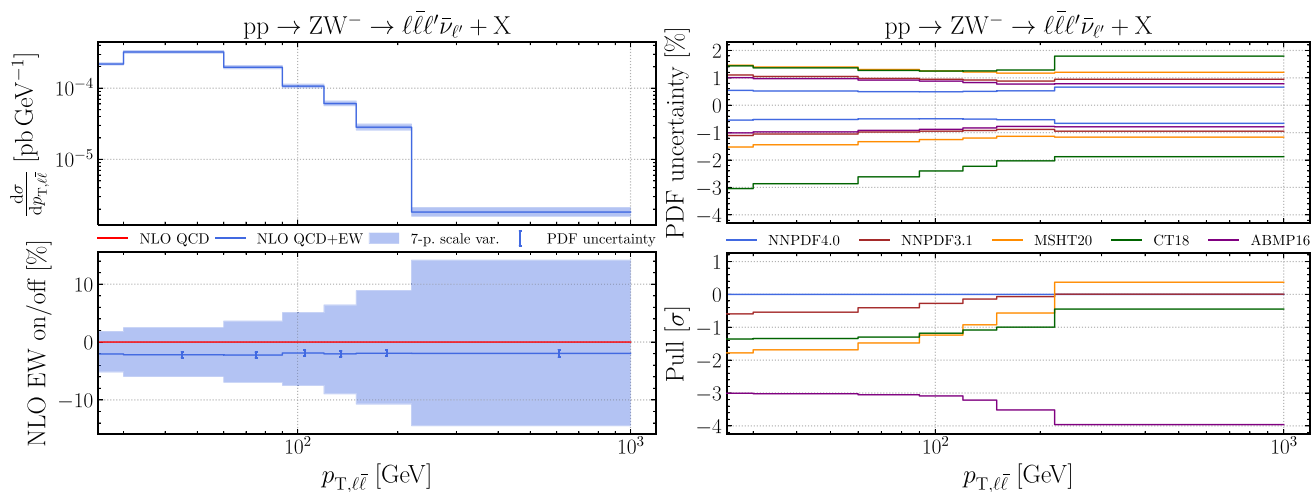 pp → ZW⁻ → ℓℓ̄ℓ′ν̄ℓ′ + X
dσ/dp_T,ℓℓ̄ [pb GeV⁻¹]
10⁻⁴
10⁻⁵
NLO QCD NLO QCD+EW 7-p. scale var. PDF uncertainty
NLO EW on/off [%]
10
0
−10
10² 10³
p_T,ℓℓ̄ [GeV]
pp → ZW⁻ → ℓℓ̄ℓ′ν̄ℓ′ + X
PDF uncertainty [%]
2
1
0
−1
−2
−3
−4
NNPDF4.0 NNPDF3.1 MSHT20 CT18 ABMP16
Pull [σ]
1
0
−1
−2
−3
−4
10² 10³
p_T,ℓℓ̄ [GeV]